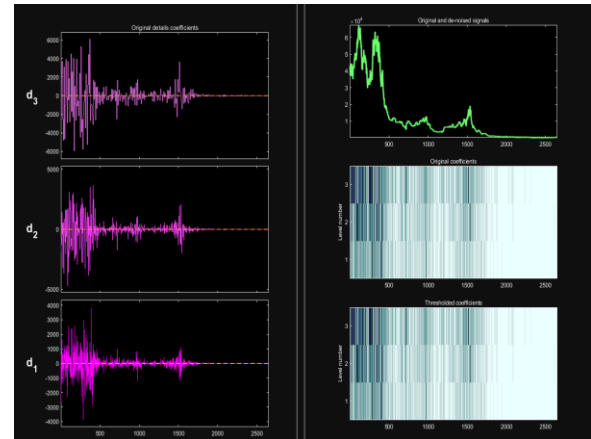 Original details coefficients
6000
4000
2000
0
-2000
-4000
-6000
d3
5000
0
-5000
d2
4000
3000
2000
1000
0
-1000
-2000
-3000
-4000
d1
500 1000 1500 2000 2500
Original and de-noised signals
×10⁴
6
5
4
3
2
1
500 1000 1500 2000 2500
Original coefficients
Level number
3
2
1
500 1000 1500 2000 2500
Thresholded coefficients
Level number
3
2
1
500 1000 1500 2000 2500